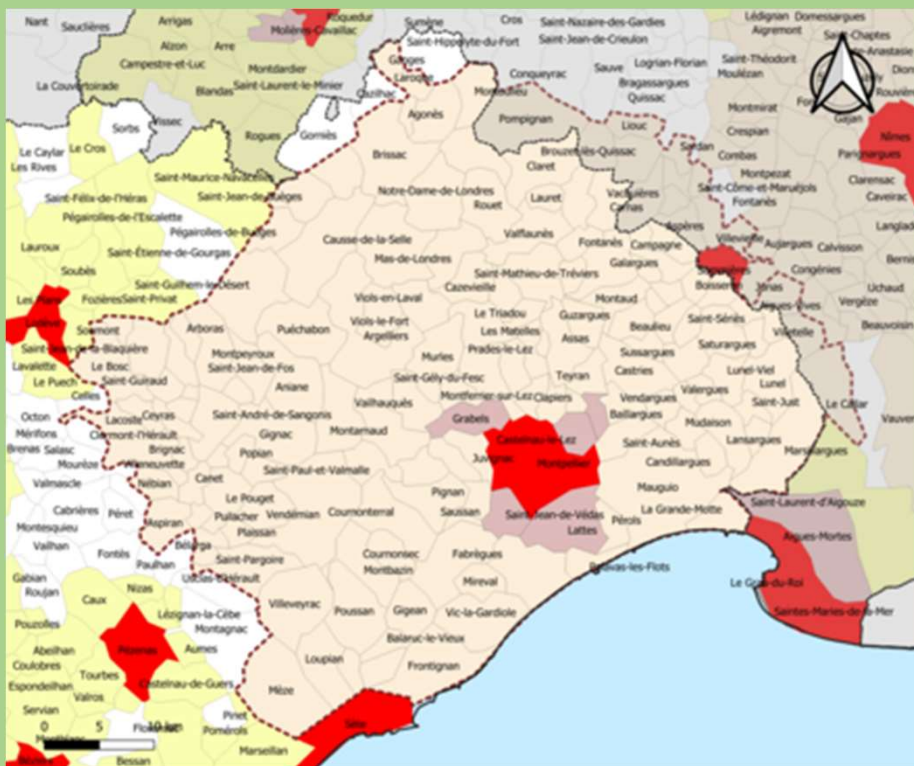 Nant
Sauclières
Arrigas
Molières-Cavaillac
Roquedur
Sumène
Cros
Saint-Nazaire-des-Gardies
Lédignan
Domessargues
Aigremont
Saint-Hippolyte-du-Fort
Saint-Jean-de-Crieulon
Saint-Chaptes
Alzon
Arre
Ganges
Logrian-Florian
Saint-Théodorit
Campestre-et-Luc
Montdardier
Laroque
Conqueyrac
Sauve
Moulézan
La Couvertoirade
Blandas
Saint-Laurent-le-Minier
Cazilhac
Bragassargues
Quissac
Montmirat
Sorbs
Vissec
Rogues
Gorniès
Agonès
Pompignan
Liouc
Crespian
Gajan
Nîmes
Le Caylar
Le Cros
Brissac
Brouzet-lès-Quissac
Sardan
Combas
Parignargues
Les Rives
Claret
Montpezat
Clarensac
Saint-Félix-de-l'Héras
Notre-Dame-de-Londres
Lauret
Vacquières
Saint-Côme-et-Maruéjols
Caveirac
Pégairolles-de-l'Escalette
Rouet
Carnas
Fontanès
Pégairolles-de-Buèges
Causse-de-la-Selle
Valflaunès
Fontanès
Campagne
Aspères
Villevieille
Aujargues
Calvisson
Lauroux
Saint-Étienne-de-Gourgas
Mas-de-Londres
Galargues
Congénies
Soubès
Saint-Guilhem-le-Désert
Saint-Mathieu-de-Tréviers
Boisseron
Junas
Uchaud
Cazevieille
Les Plans
Fozières
Saint-Privat
Viols-en-Laval
Montaud
Aigues-Vives
Vergèze
Lodève
Soumont
Arboras
Puéchabon
Viols-le-Fort
Le Triadou
Guzargues
Saint-Sériès
Villetelle
Beauvoisin
Argelliers
Les Matelles
Assas
Beaulieu
Saint-Jean-de-la-Blaquière
Montpeyroux
Murles
Prades-le-Lez
Sussargues
Saturargues
Lavalette
Le Bosc
Saint-Jean-de-Fos
Saint-Gély-du-Fesc
Teyran
Castries
Lunel-Viel
Le Puech
Saint-Guiraud
Aniane
Valergues
Lunel
Celles
Vailhauquès
Montferrier-sur-Lez
Clapiers
Vendargues
Saint-Just
Le Cailar
Octon
Lacoste
Ceyras
Saint-André-de-Sangonis
Grabels
Baillargues
Mudaison
Vauvert
Mérifons
Clermont-l'Hérault
Gignac
Montarnaud
Castelnau-le-Lez
Saint-Aunès
Lansargues
Brenas
Salasc
Brignac
Popian
Juvignac
Montpellier
Candillargues
Marsillargues
Mourèze
Villeneuvette
Saint-Paul-et-Valmalle
Valmascle
Nébian
Canet
Le Pouget
Pignan
Mauguio
Cabrières
Péret
Saussan
La Grande-Motte
Saint-Laurent-d'Aigouze
Montesquieu
Aspiran
Puilacher
Vendémian
Cournonterral
Saint-Jean-de-Védas
Pérols
Vailhan
Plaissan
Lattes
Aigues-Mortes
Fontès
Bélarga
Paulhan
Saint-Pargoire
Cournonsec
Fabrègues
Palavas-les-Flots
Gabian
Usclas-d'Hérault
Montbazin
Le Grau-du-Roi
Roujan
Nizas
Mireval
Caux
Lézignan-la-Cèbe
Villeveyrac
Poussan
Gigean
Vic-la-Gardiole
Saintes-Maries-de-la-Mer
Pouzolles
Montagnac
Abeilhan
Pézenas
Aumes
Balaruc-le-Vieux
Coulobres
Loupian
Frontignan
Espondeilhan
Tourbes
Castelnau-de-Guers
Servian
Valros
Mèze
Pinet
Sète
0 5 10 km
Pomérols
Marseillan
Bessan